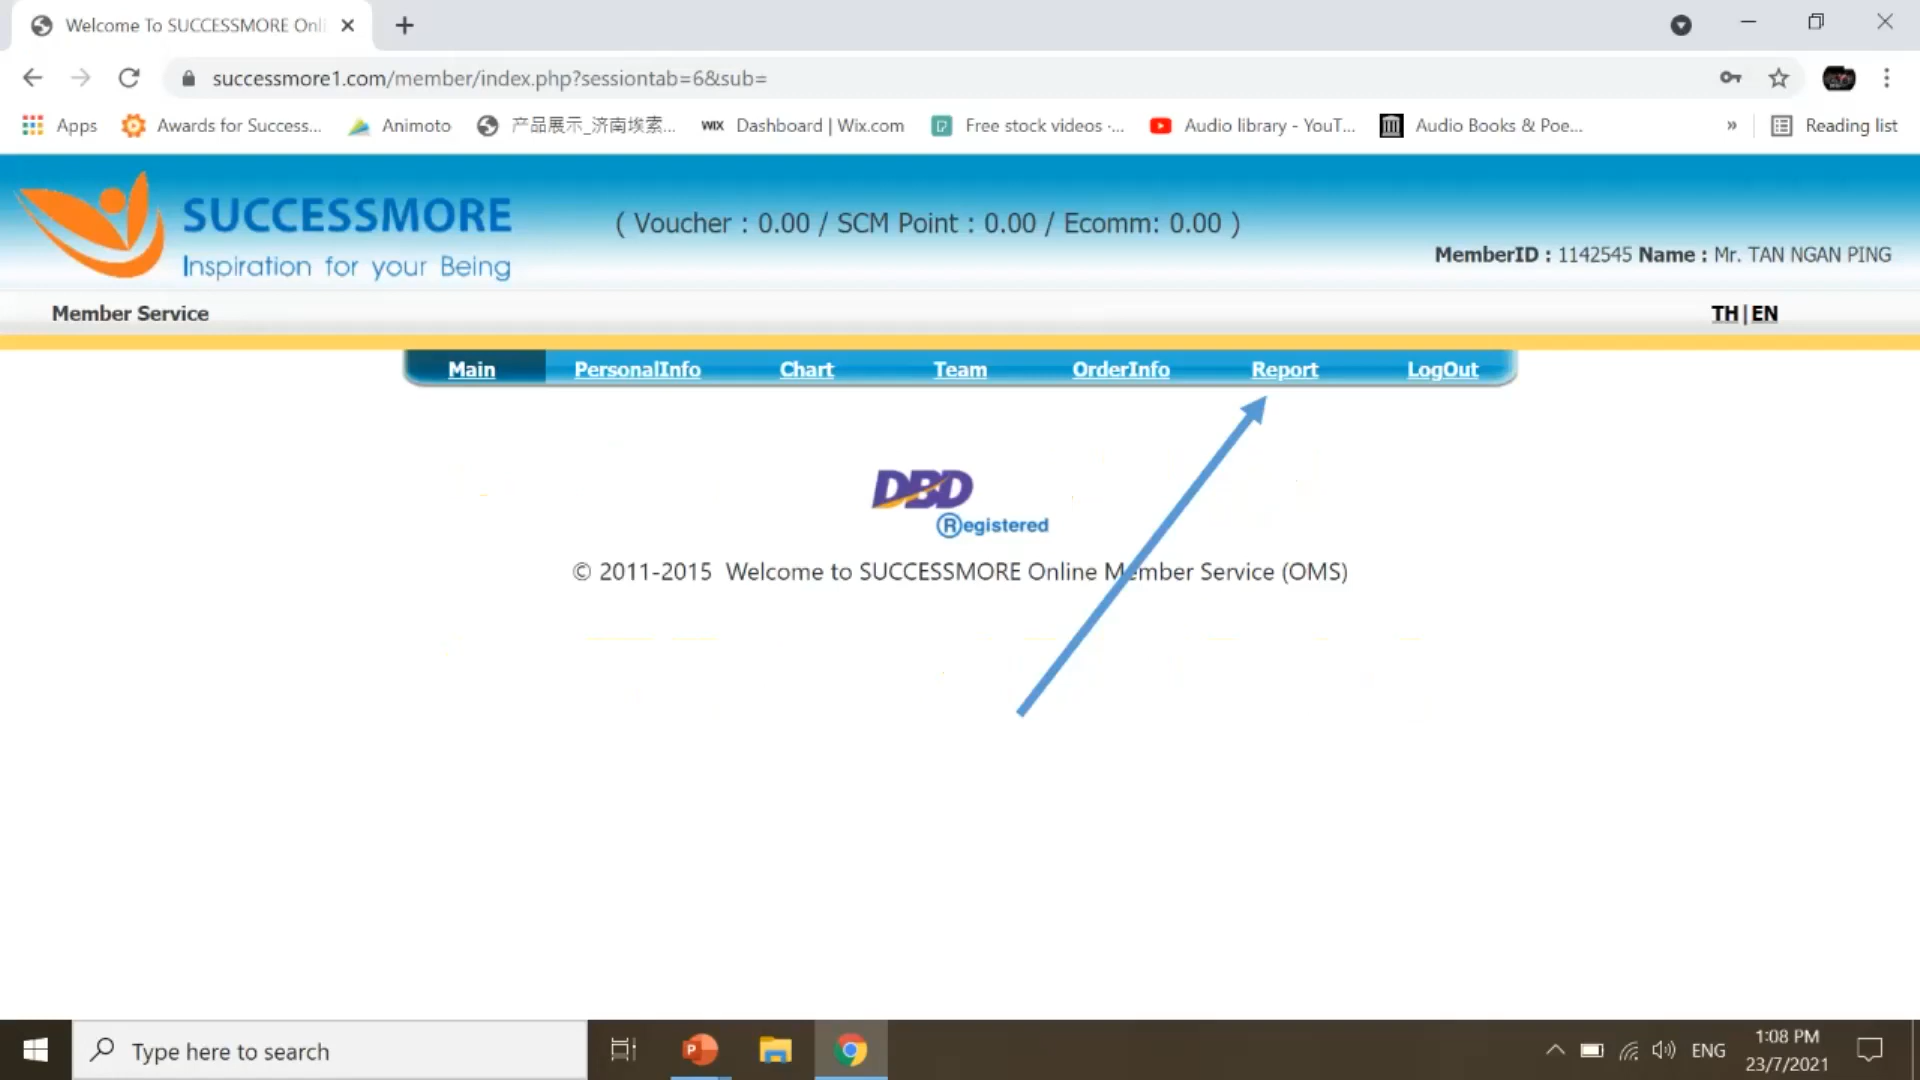 Welcome To SUCCESSMORE Onli
successmore1.com/member/index.php?sessiontab=6&sub=
Apps
Awards for Success...
Animoto
产品展示_济南埃索...
WIX Dashboard | Wix.com
Free stock videos ·...
Audio library - YouT...
Audio Books & Poe...
»
Reading list
SUCCESSMORE
Inspiration for your Being
( Voucher : 0.00 / SCM Point : 0.00 / Ecomm: 0.00 )
MemberID : 1142545 Name : Mr. TAN NGAN PING
Member Service
TH|EN
Main
PersonalInfo
Chart
Team
OrderInfo
Report
LogOut
DBD
Registered
© 2011-2015 Welcome to SUCCESSMORE Online Member Service (OMS)
Type here to search
P
ENG
1:08 PM
23/7/2021